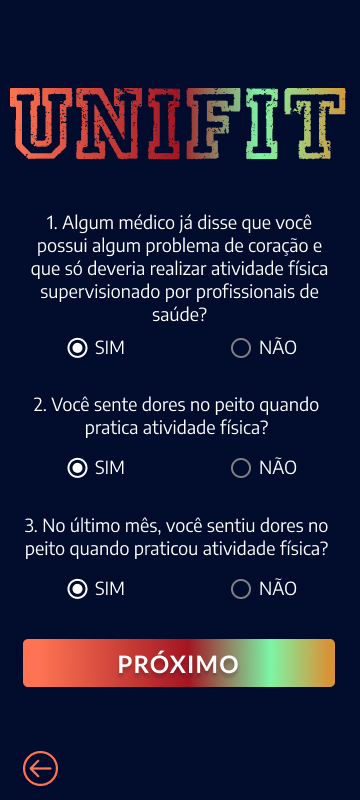 UNIFIT
1. Algum médico já disse que você
possui algum problema de coração e
que só deveria realizar atividade física
supervisionado por profissionais de
saúde?
SIM NÃO
2. Você sente dores no peito quando
pratica atividade física?
SIM NÃO
3. No último mês, você sentiu dores no
peito quando praticou atividade física?
SIM NÃO
PRÓXIMO